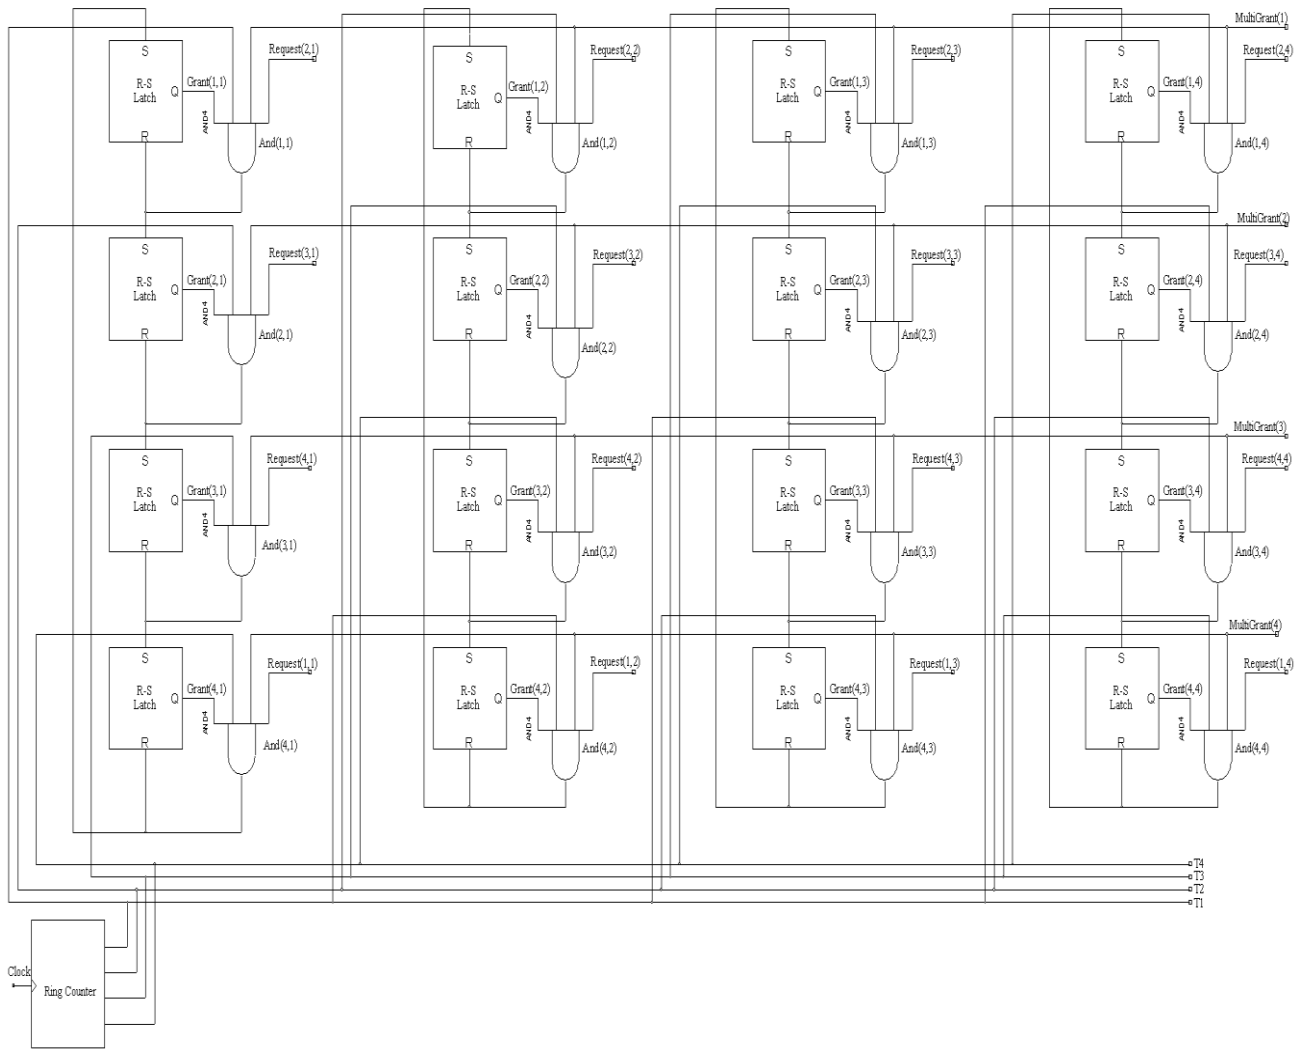 MultiGrant(1)
S
R-S
Latch
Q
R
Grant(1,1)
AND4
Request(2,1)
And(1,1)
S
R-S
Latch
Q
R
Grant(1,2)
AND4
Request(2,2)
And(1,2)
S
R-S
Latch
Q
R
Grant(1,3)
AND4
Request(2,3)
And(1,3)
S
R-S
Latch
Q
R
Grant(1,4)
AND4
Request(2,4)
And(1,4)
MultiGrant(2)
S
R-S
Latch
Q
R
Grant(2,1)
AND4
Request(3,1)
And(2,1)
S
R-S
Latch
Q
R
Grant(2,2)
AND4
Request(3,2)
And(2,2)
S
R-S
Latch
Q
R
Grant(2,3)
AND4
Request(3,3)
And(2,3)
S
R-S
Latch
Q
R
Grant(2,4)
AND4
Request(3,4)
And(2,4)
MultiGrant(3)
S
R-S
Latch
Q
R
Grant(3,1)
AND4
Request(4,1)
And(3,1)
S
R-S
Latch
Q
R
Grant(3,2)
AND4
Request(4,2)
And(3,2)
S
R-S
Latch
Q
R
Grant(3,3)
AND4
Request(4,3)
And(3,3)
S
R-S
Latch
Q
R
Grant(3,4)
AND4
Request(4,4)
And(3,4)
MultiGrant(4)
S
R-S
Latch
Q
R
Grant(4,1)
AND4
Request(1,1)
And(4,1)
S
R-S
Latch
Q
R
Grant(4,2)
AND4
Request(1,2)
And(4,2)
S
R-S
Latch
Q
R
Grant(4,3)
AND4
Request(1,3)
And(4,3)
S
R-S
Latch
Q
R
Grant(4,4)
AND4
Request(1,4)
And(4,4)
T4
T3
T2
T1
Clock
Ring Counter